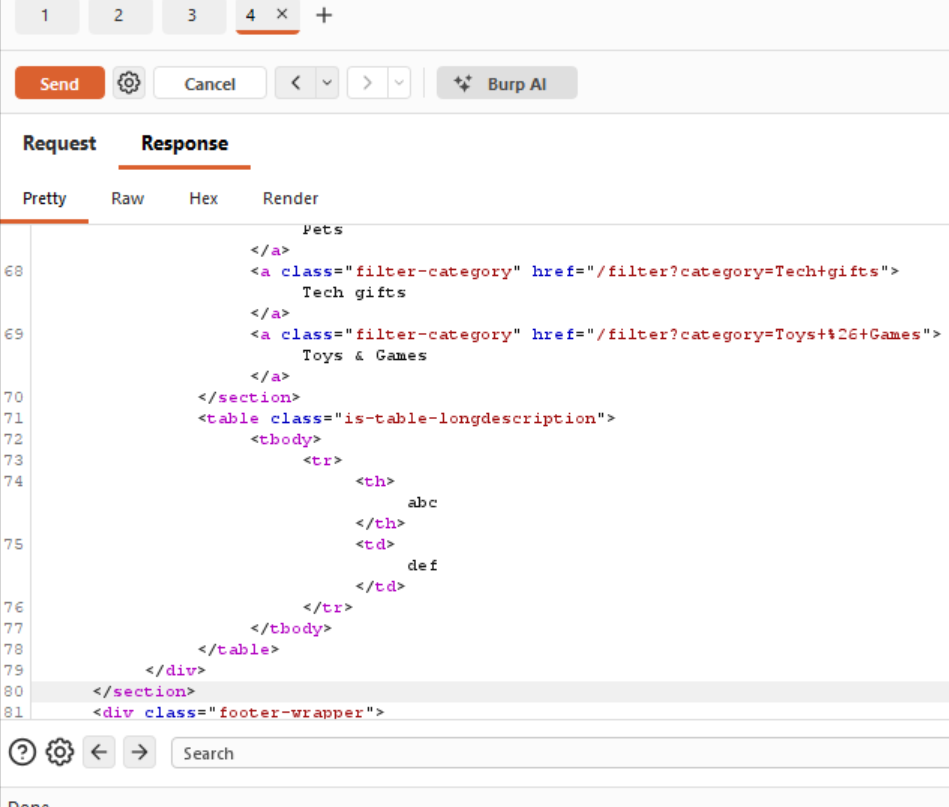 1 2 3 4 × +
Send Cancel < > Burp AI
Request Response
Pretty Raw Hex Render
Pets
</a>
68 <a class="filter-category" href="/filter?category=Tech+gifts">
Tech gifts
</a>
69 <a class="filter-category" href="/filter?category=Toys+%26+Games">
Toys & Games
</a>
70 </section>
71 <table class="is-table-longdescription">
72 <tbody>
73 <tr>
74 <th>
abc
</th>
75 <td>
def
</td>
76 </tr>
77 </tbody>
78 </table>
79 </div>
80 </section>
81 <div class="footer-wrapper">
Search
Done